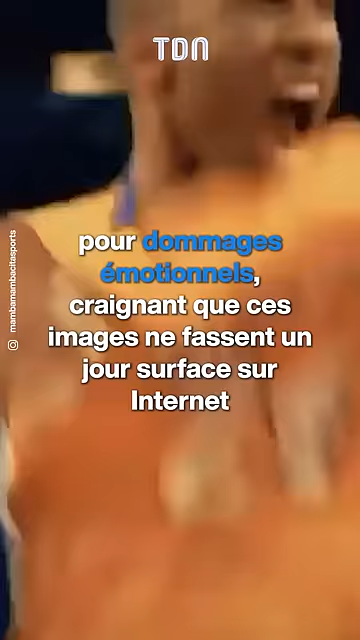 TDN
pour dommages
émotionnels,
craignant que ces
images ne fassent un
jour surface sur
Internet
mambamambacitasports